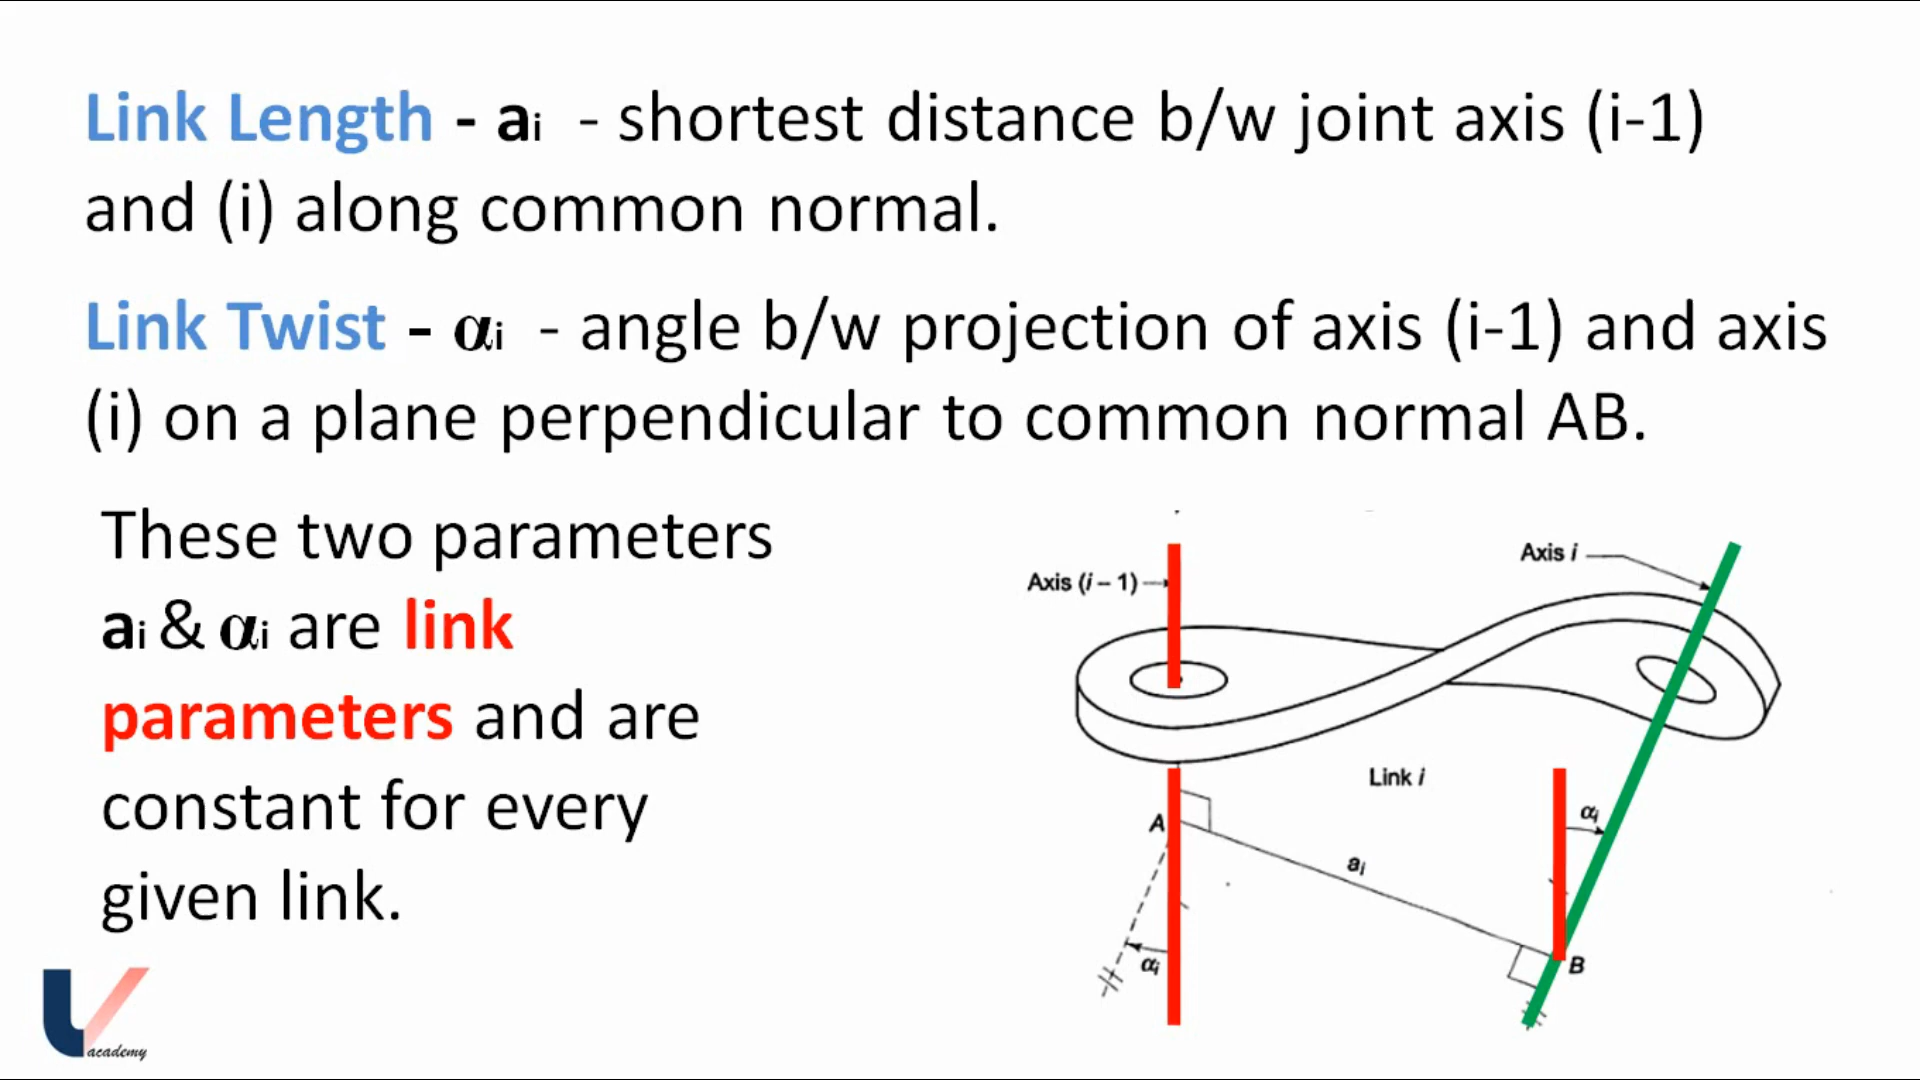 Link Length - ai - shortest distance b/w joint axis (i-1)
and (i) along common normal.
Link Twist - αi - angle b/w projection of axis (i-1) and axis
(i) on a plane perpendicular to common normal AB.
These two parameters
ai & αi are link
parameters and are
constant for every
given link.
Axis (i – 1)
Axis i
Link i
A
ai
αi
αi
B
academy